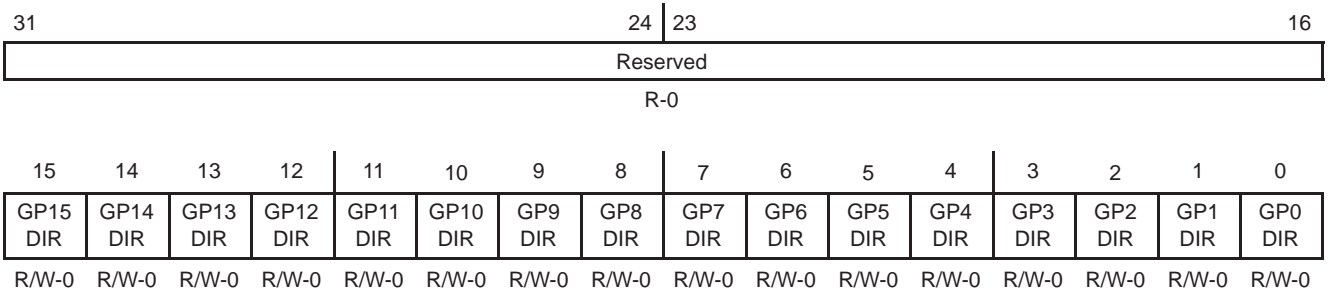 31 24 23 16
Reserved
R-0
15 14 13 12 11 10 9 8 7 6 5 4 3 2 1 0
GP15 GP14 GP13 GP12 GP11 GP10 GP9 GP8 GP7 GP6 GP5 GP4 GP3 GP2 GP1 GP0
DIR DIR DIR DIR DIR DIR DIR DIR DIR DIR DIR DIR DIR DIR DIR DIR
R/W-0 R/W-0 R/W-0 R/W-0 R/W-0 R/W-0 R/W-0 R/W-0 R/W-0 R/W-0 R/W-0 R/W-0 R/W-0 R/W-0 R/W-0 R/W-0